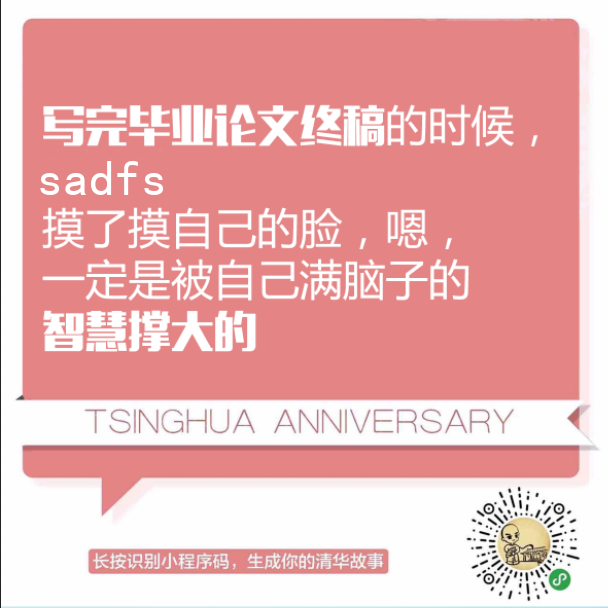 写完毕业论文终稿的时候，
sadfs
摸了摸自己的脸，嗯，
一定是被自己满脑子的
智慧撑大的
TSINGHUA ANNIVERSARY
长按识别小程序码，生成你的清华故事